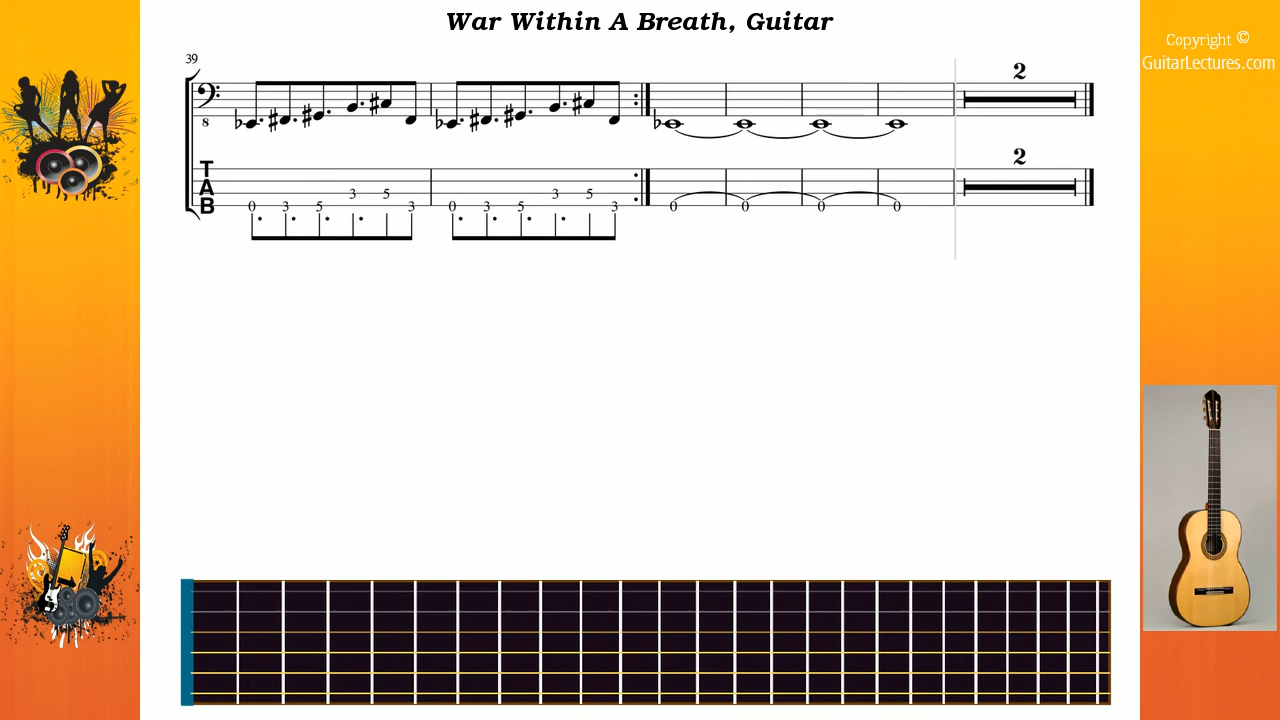 War Within A Breath, Guitar
Copyright ©
GuitarLectures.com
39
2
8
2
T
A
B
3 5 3 5
0 3 5 3 0 3 5 3 0 0 0 0